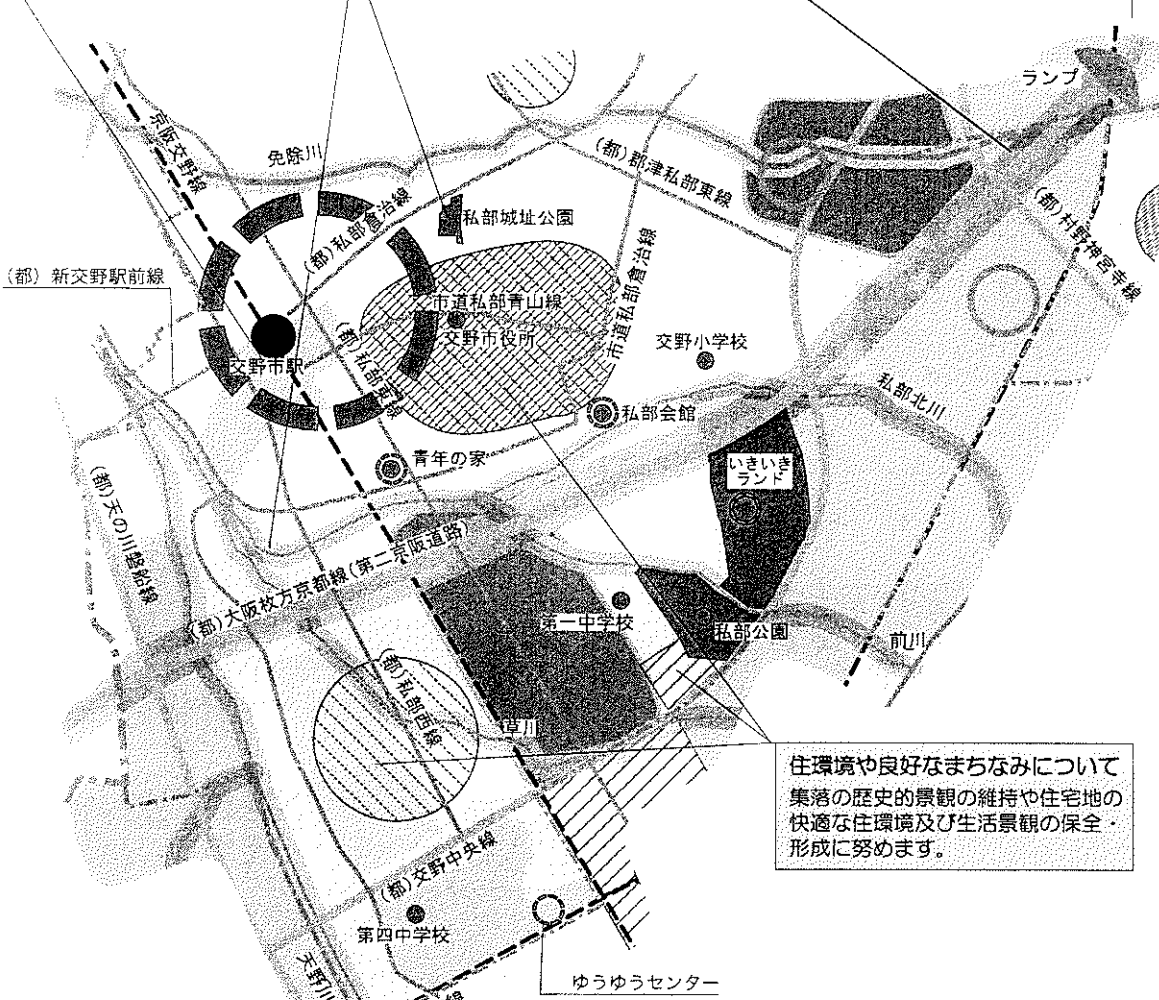 ランプ
京阪交野線
免除川
(都)郡津私部東線
(都)私部倉治線
私部城址公園
(都)村野神宮寺線
(都) 新交野駅前線
市道私部青山線
市道私部倉治線
交野市役所
交野小学校
交野市駅
私部北川
私部会館
青年の家
いきいき
ランド
(都)天の川磐船線
(都)大阪枚方京都線(第二京阪道路)
第一中学校
私部公園
前川
(都)私部西線
草川
住環境や良好なまちなみについて
集落の歴史的景観の維持や住宅地の
快適な住環境及び生活景観の保全・
形成に努めます。
(都)交野中央線
第四中学校
天野川
ゆうゆうセンター
線